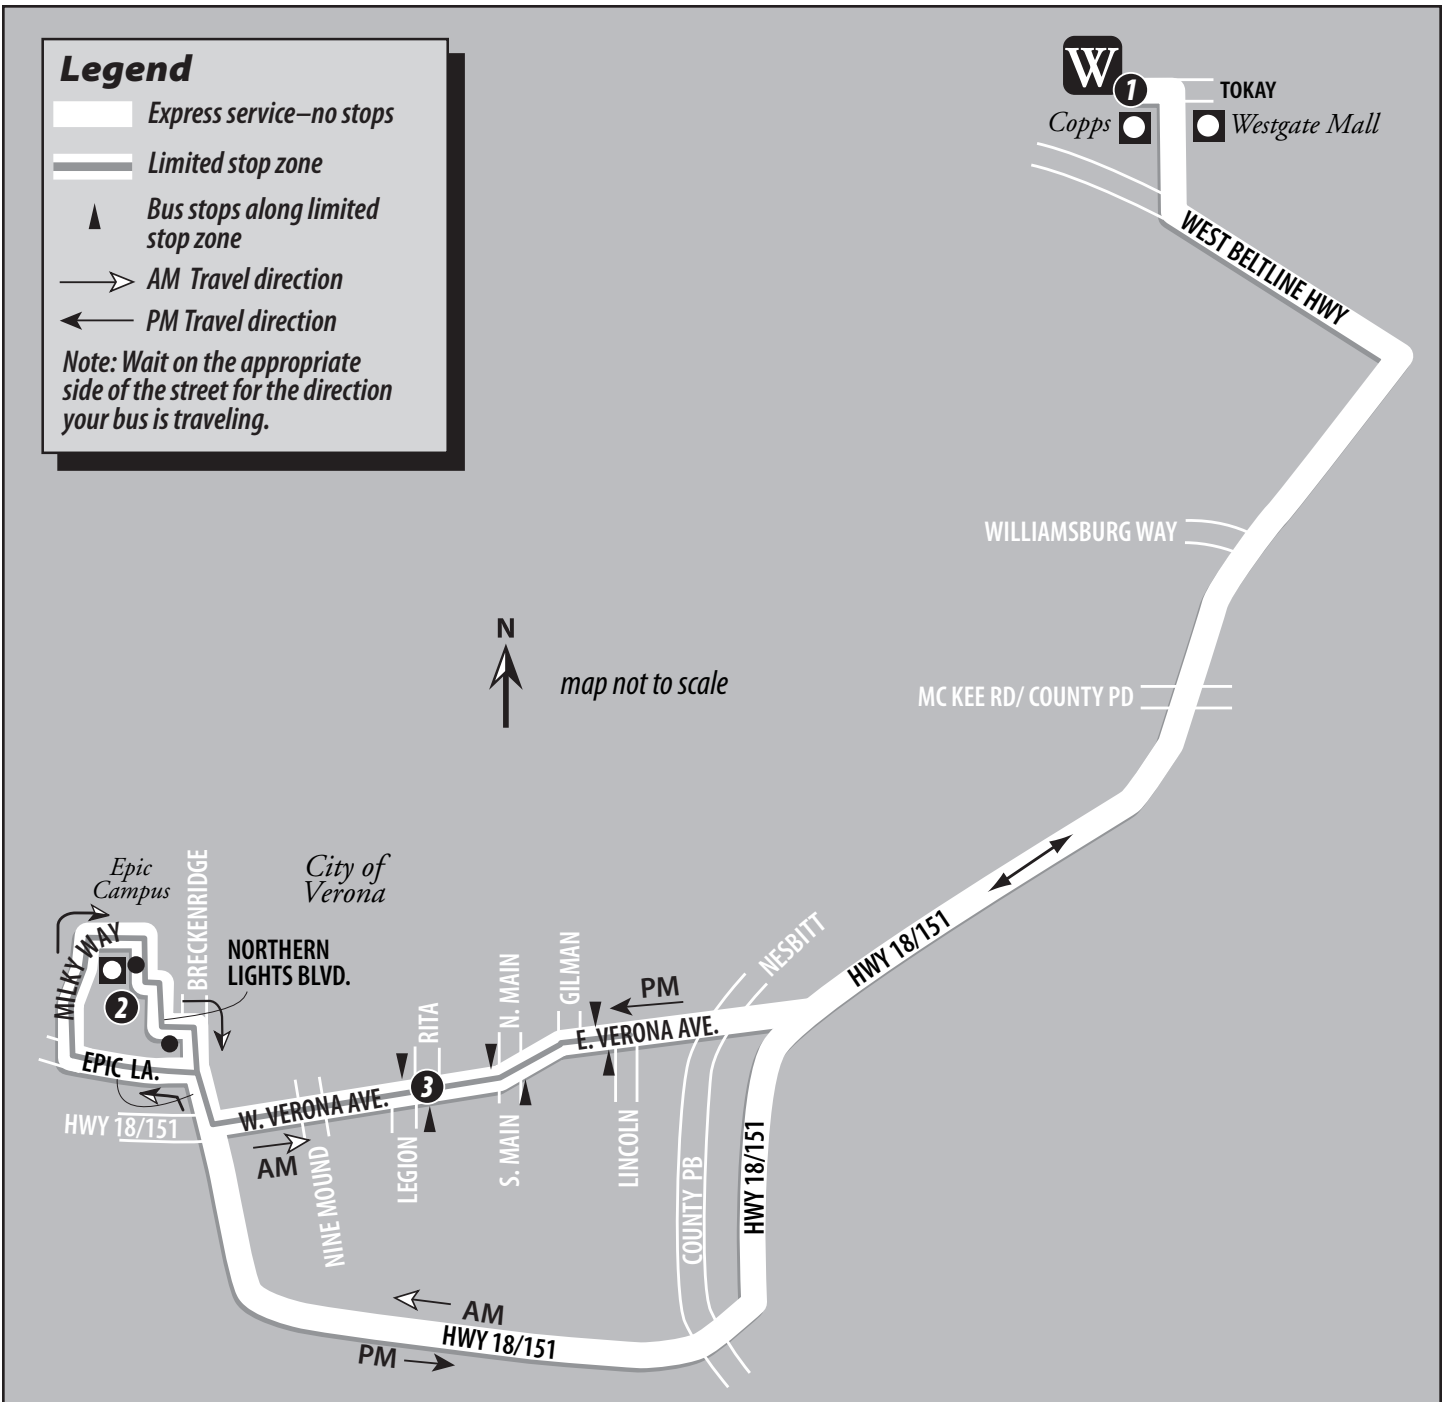 Legend
Express service–no stops
Limited stop zone
Bus stops along limited
stop zone
AM Travel direction
PM Travel direction
Note: Wait on the appropriate
side of the street for the direction
your bus is traveling.
W
1
TOKAY
Copps
Westgate Mall
WEST BELTLINE HWY
WILLIAMSBURG WAY
N
map not to scale
MC KEE RD/ COUNTY PD
Epic
Campus
City of
Verona
BRECKENRIDGE
NORTHERN
LIGHTS BLVD.
MILKY WAY
2
EPIC LA.
HWY 18/151
W. VERONA AVE.
AM
NINE MOUND
LEGION
RITA
3
N. MAIN
S. MAIN
GILMAN
PM
E. VERONA AVE.
LINCOLN
NESBITT
COUNTY PB
HWY 18/151
HWY 18/151
AM
HWY 18/151
PM